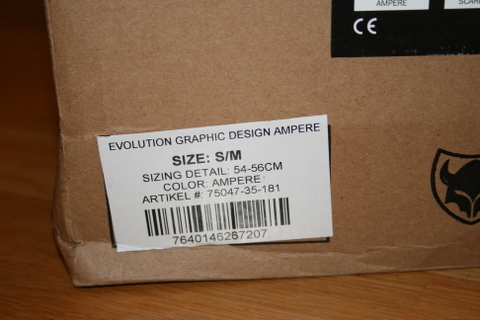 AMPERE
CE
EVOLUTION GRAPHIC DESIGN AMPERE
SIZE: S/M
SIZING DETAIL: 54-56CM
COLOR: AMPERE
ARTIKEL #: 75047-35-181
7640146267207